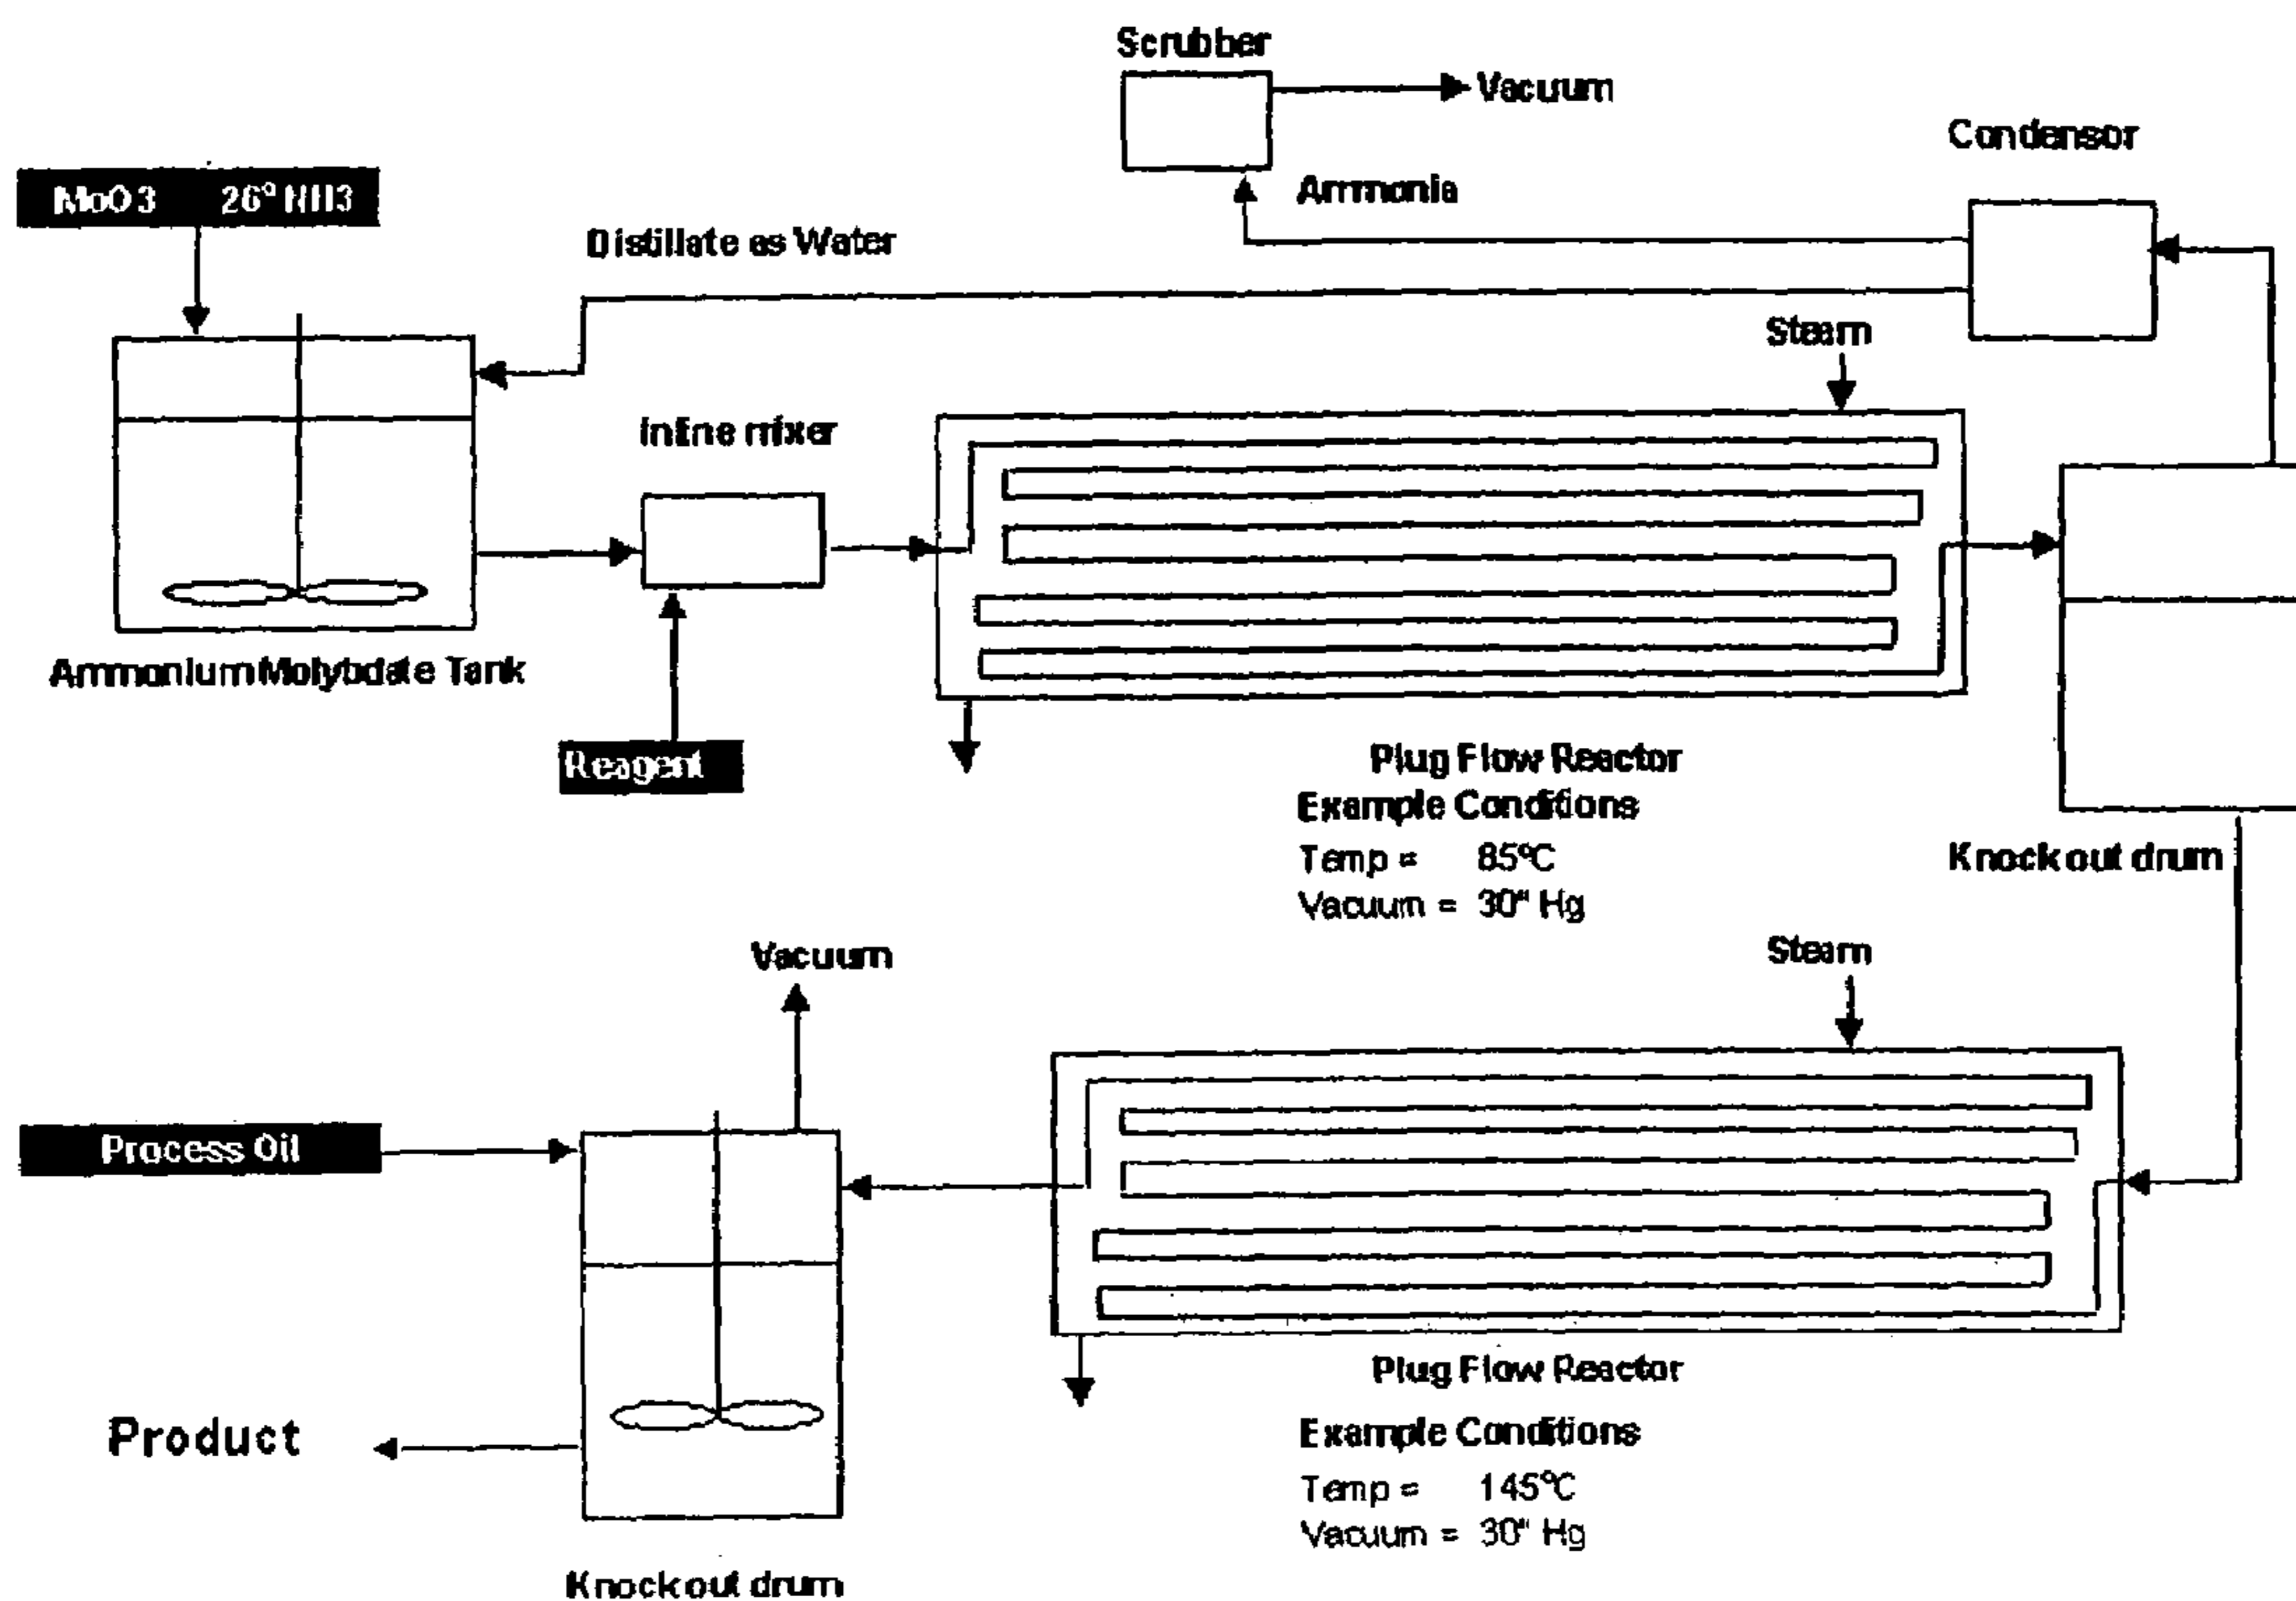 Scrubber
Vacuum
Condensor
MoO3 26° NH3
Ammonia
Distillate as Water
Steam
Inline mixer
Ammonium Molybdate Tank
Reagent
Plug Flow Reactor
Example Conditions
Temp = 85°C
Vacuum = 30" Hg
Knockout drum
Vacuum
Steam
Process Oil
Plug Flow Reactor
Product
Example Conditions
Temp = 145°C
Vacuum = 30" Hg
Knockout drum